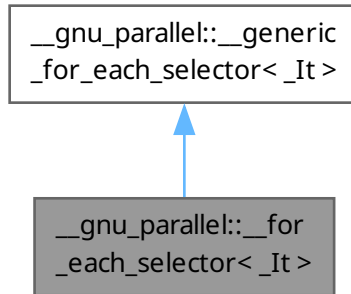 __gnu_parallel::__generic
_for_each_selector< _It >
__gnu_parallel::__for
_each_selector< _It >